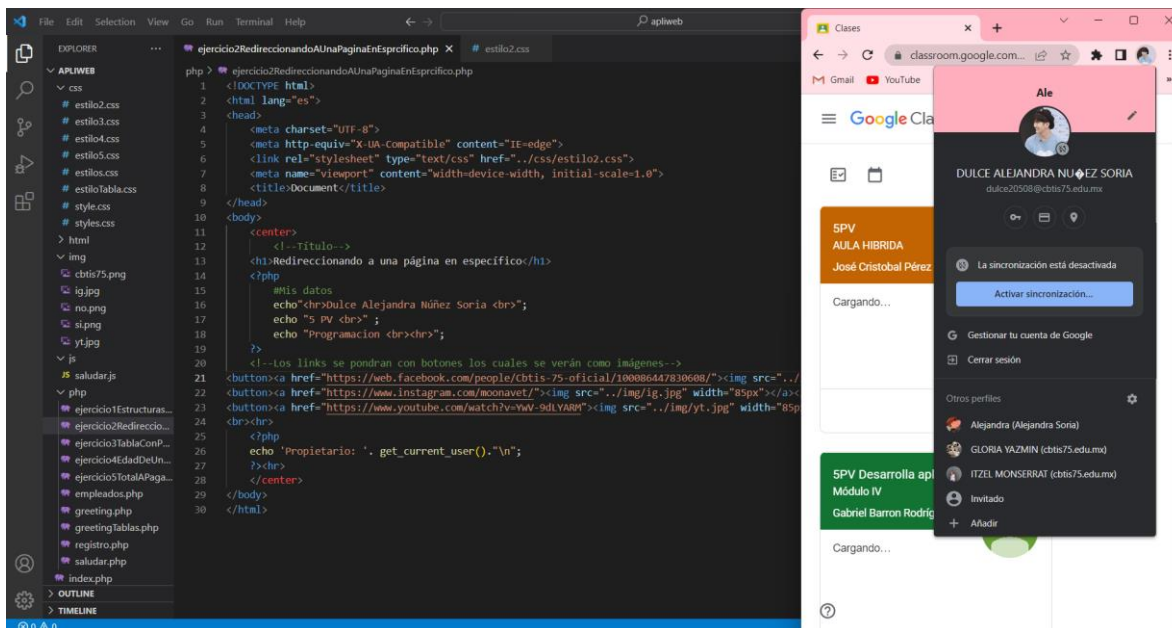 File Edit Selection View Go Run Terminal Help
apliweb
EXPLORER
APLIWEB
css
estilo2.css
estilo3.css
estilo4.css
estilo5.css
estilos.css
estiloTabla.css
style.css
styles.css
html
img
cbtis75.png
ig.jpg
no.png
si.png
yt.jpg
js
JS saludar.js
php
ejercicio1Estructuras...
ejercicio2Redireccio...
ejercicio3TablaConP...
ejercicio4EdadDeUn...
ejercicio5TotalAPaga...
empleados.php
greeting.php
greetingTablas.php
registro.php
saludar.php
index.php
OUTLINE
TIMELINE
0 0
ejercicio2RedireccionandoAUnaPaginaEnEsprcifico.php # estilo2.css
php > ejercicio2RedireccionandoAUnaPaginaEnEsprcifico.php
1 <!DOCTYPE html>
2 <html lang="es">
3 <head>
4 <meta charset="UTF-8">
5 <meta http-equiv="X-UA-Compatible" content="IE=edge">
6 <link rel="stylesheet" type="text/css" href="../css/estilo2.css">
7 <meta name="viewport" content="width=device-width, initial-scale=1.0">
8 <title>Document</title>
9 </head>
10 <body>
11 <center>
12 <!--Título-->
13 <h1>Redireccionando a una página en específico</h1>
14 <?php
15 #Mis datos
16 echo"<hr>Dulce Alejandra Núñez Soria <br>";
17 echo "5 PV <br>" ;
18 echo "Programacion <br><hr>";
19 ?>
20 <!--Los links se pondran con botones los cuales se verán como imágenes-->
21 <button><a href="https://web.facebook.com/people/Cbtis-75-oficial/100086447830608/"><img src="../
22 <button><a href="https://www.instagram.com/moonavet/"><img src="../img/ig.jpg" width="85px"></a><
23 <button><a href="https://www.youtube.com/watch?v=YwV-9dLYARM"><img src="../img/yt.jpg" width="85p
24 <br><hr>
25 <?php
26 echo 'Propietario: '. get_current_user()."\n";
27 ?><hr>
28 </center>
29 </body>
30 </html>
Clases
classroom.google.com...
Gmail YouTube
Google Cla
5PV
AULA HIBRIDA
José Cristobal Pérez
Cargando...
5PV Desarrolla apl
Módulo IV
Gabriel Barron Rodríg
Cargando...
Ale
DULCE ALEJANDRA NU�EZ SORIA
dulce20508@cbtis75.edu.mx
La sincronización está desactivada
Activar sincronización...
Gestionar tu cuenta de Google
Cerrar sesión
Otros perfiles
Alejandra (Alejandra Soria)
GLORIA YAZMIN (cbtis75.edu.mx)
ITZEL MONSERRAT (cbtis75.edu.mx)
Invitado
Añadir